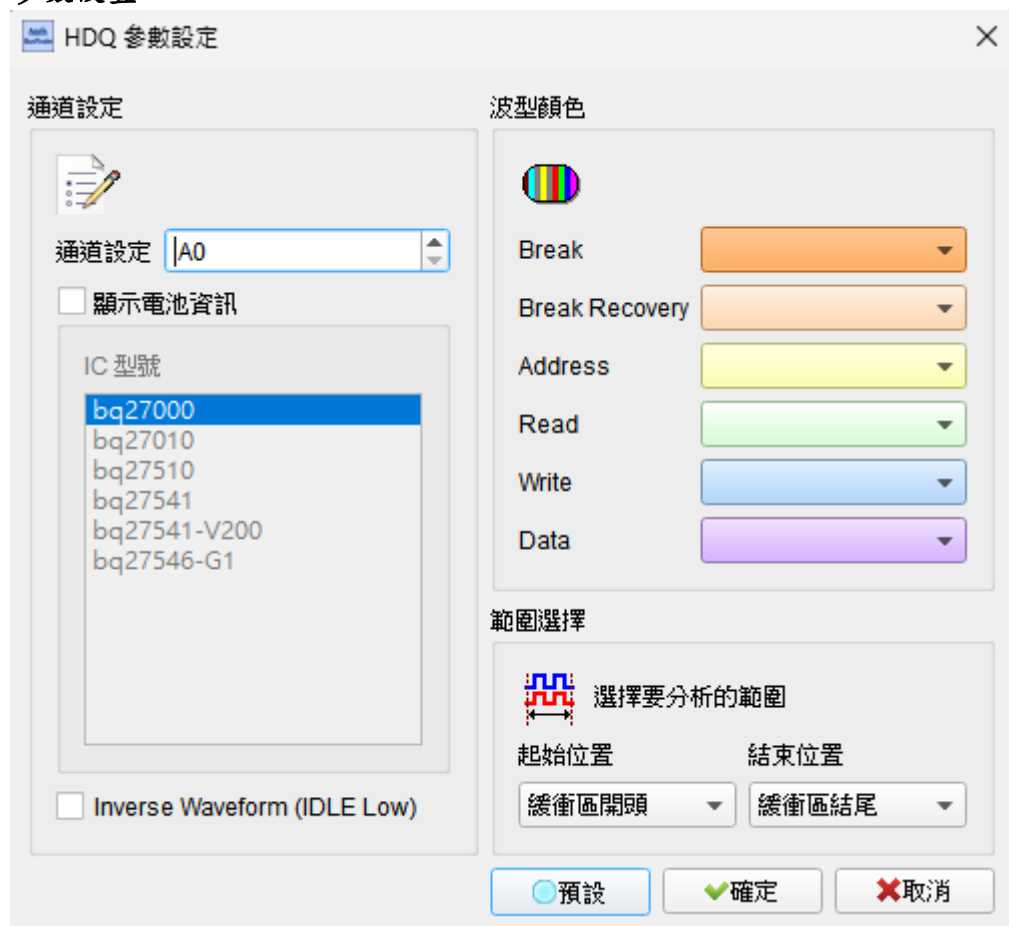 HDQ 參數設定
通道設定
通道設定 A0
顯示電池資訊
IC 型號
bq27000
bq27010
bq27510
bq27541
bq27541-V200
bq27546-G1
Inverse Waveform (IDLE Low)
波型顏色
Break
Break Recovery
Address
Read
Write
Data
範圍選擇
選擇要分析的範圍
起始位置 結束位置
緩衝區開頭 緩衝區結尾
預設 確定 取消